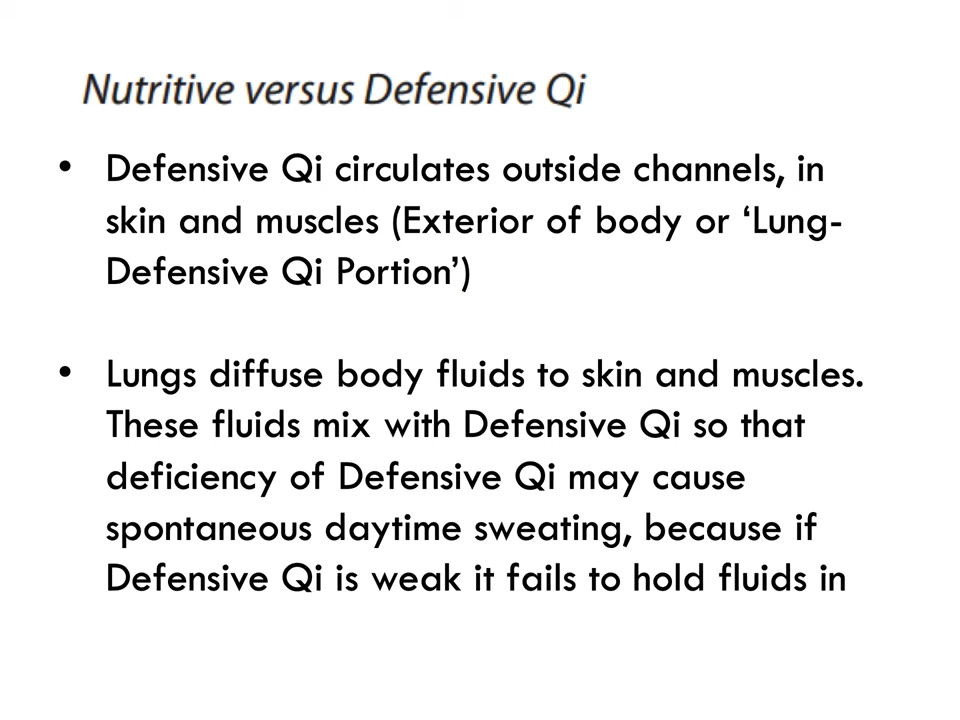 Nutritive versus Defensive Qi
• Defensive Qi circulates outside channels, in
skin and muscles (Exterior of body or ‘Lung-
Defensive Qi Portion’)
• Lungs diffuse body fluids to skin and muscles.
These fluids mix with Defensive Qi so that
deficiency of Defensive Qi may cause
spontaneous daytime sweating, because if
Defensive Qi is weak it fails to hold fluids in